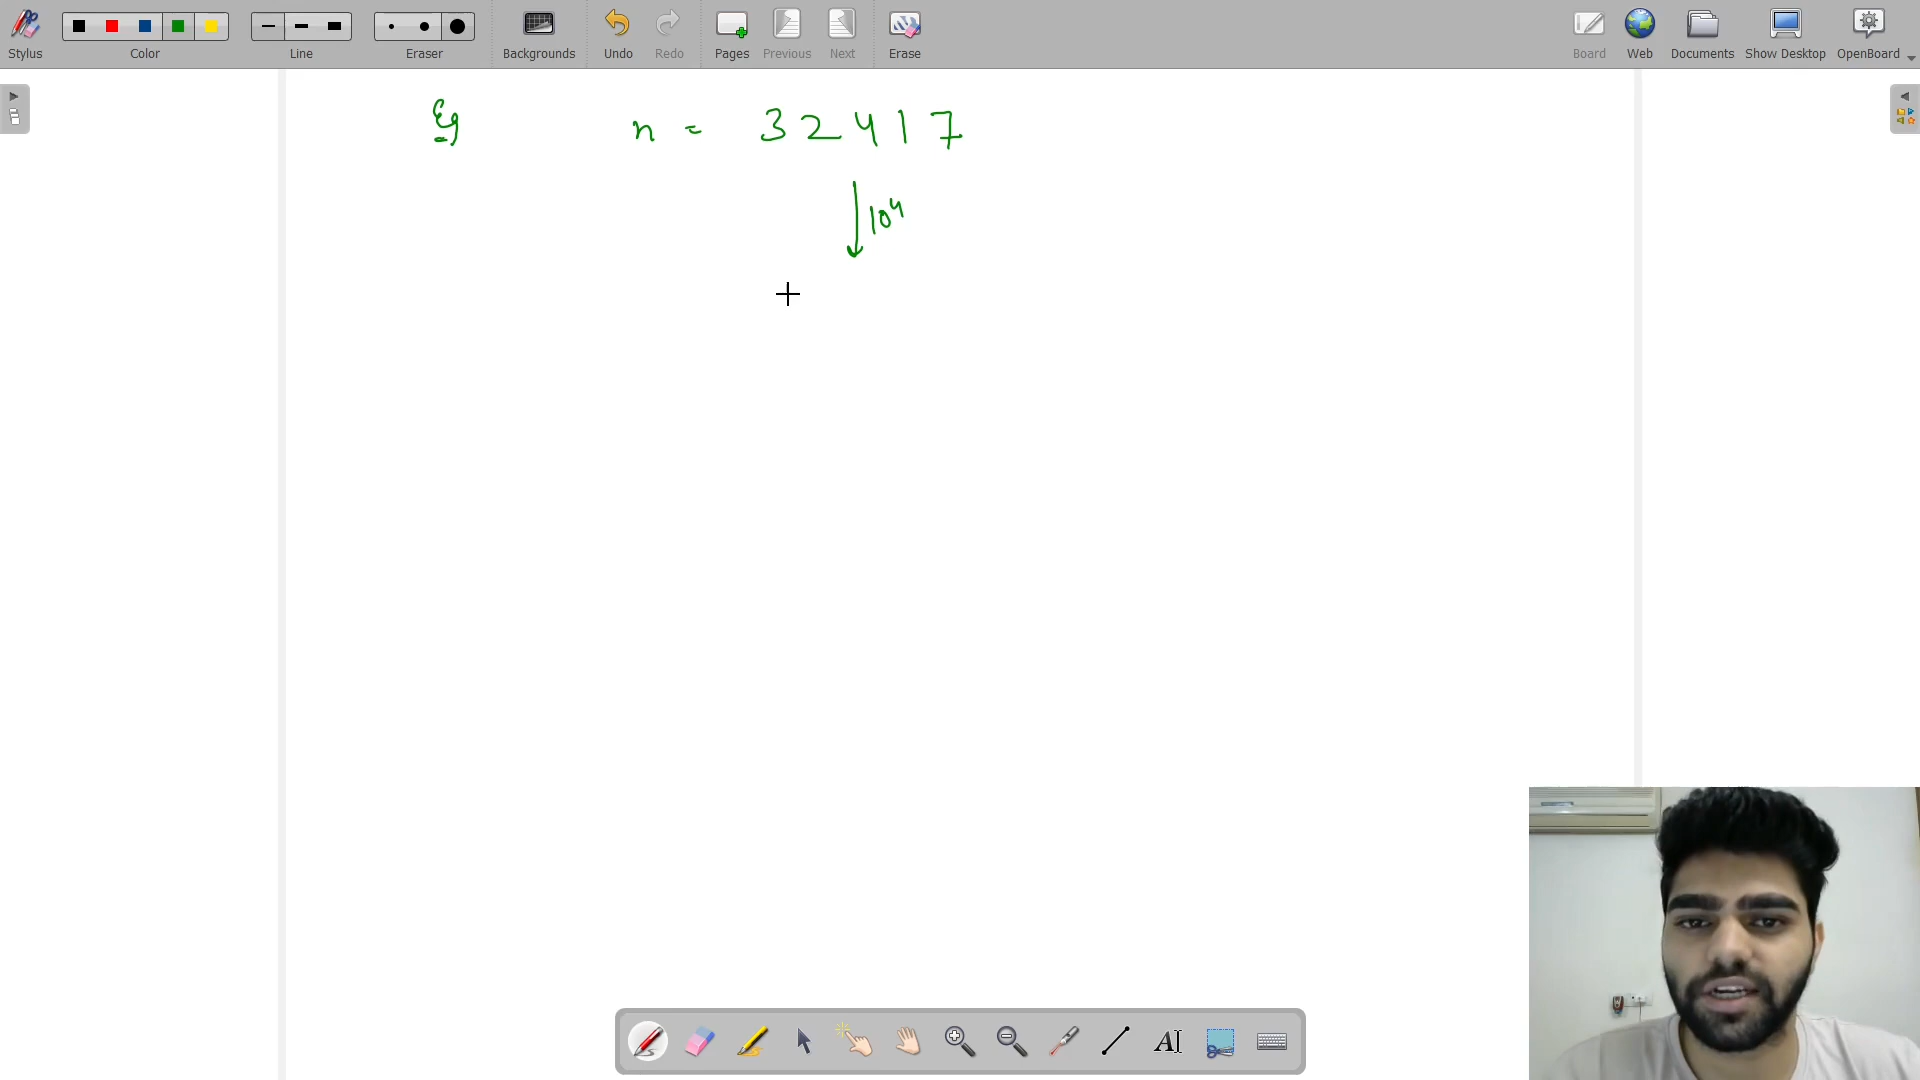 Stylus Color Line Eraser Backgrounds Undo Redo Pages Previous Next Erase Board Web Documents Show Desktop OpenBoard
Eg n = 32417
10⁴
AI